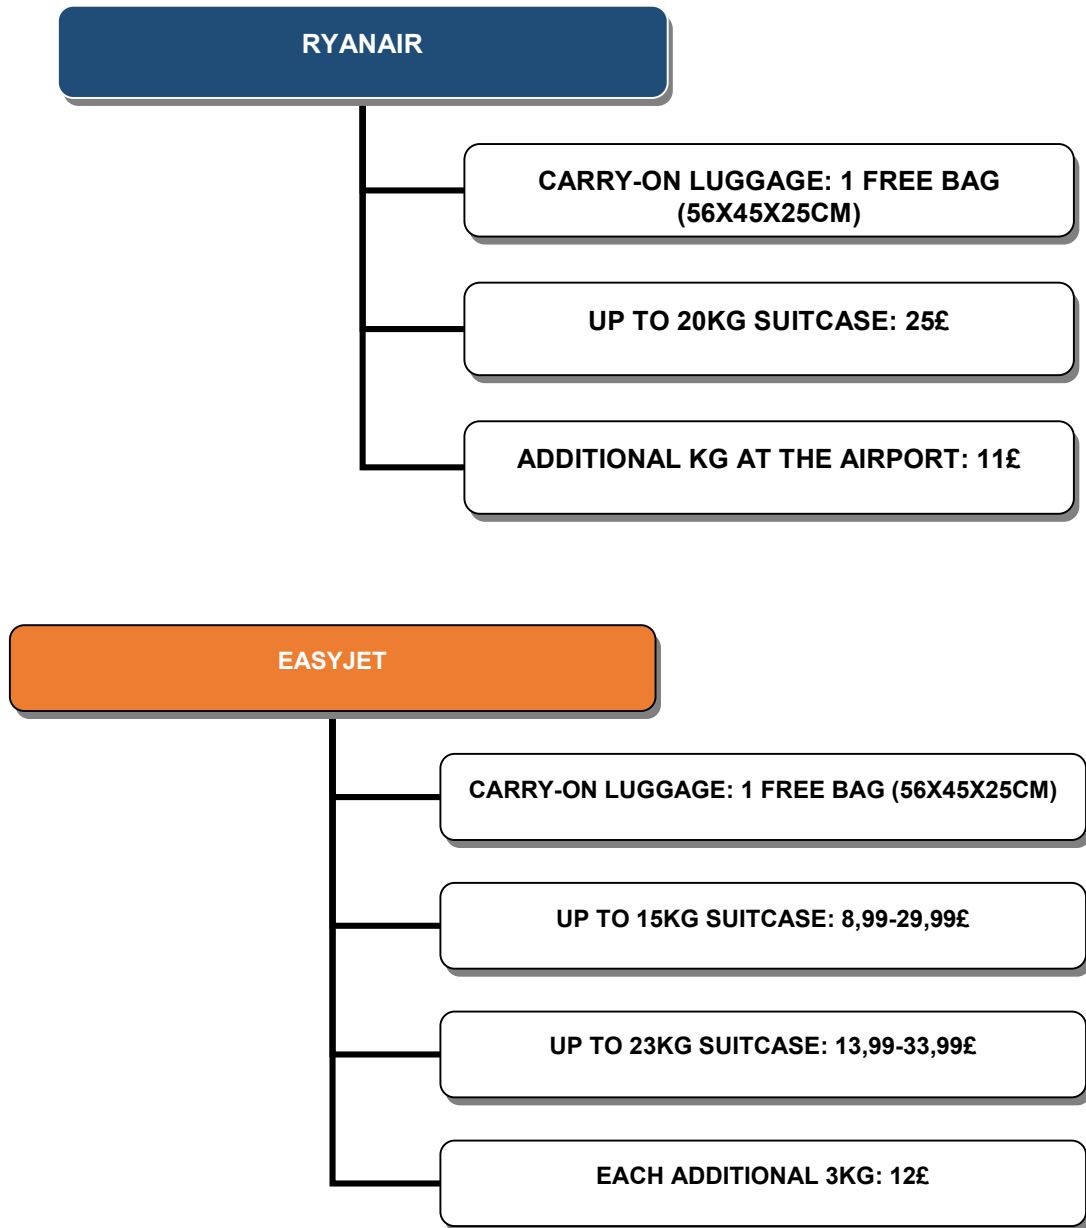 RYANAIR
CARRY-ON LUGGAGE: 1 FREE BAG
(56X45X25CM)
UP TO 20KG SUITCASE: 25£
ADDITIONAL KG AT THE AIRPORT: 11£
EASYJET
CARRY-ON LUGGAGE: 1 FREE BAG (56X45X25CM)
UP TO 15KG SUITCASE: 8,99-29,99£
UP TO 23KG SUITCASE: 13,99-33,99£
EACH ADDITIONAL 3KG: 12£